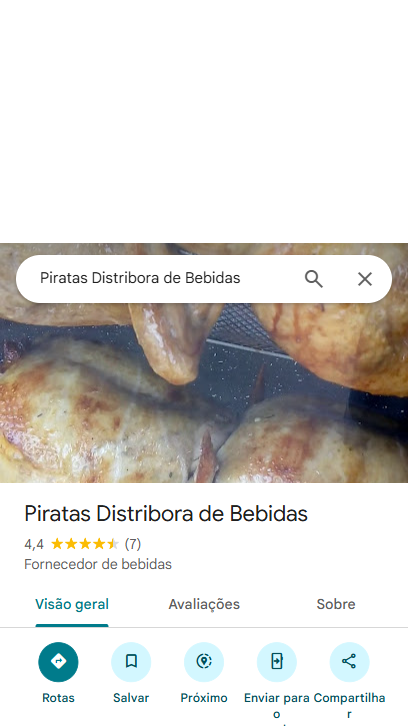 Piratas Distribora de Bebidas
Piratas Distribora de Bebidas
4,4 (7)
Fornecedor de bebidas
Visão geral Avaliações Sobre
Rotas Salvar Próximo Enviar para o Compartilhar